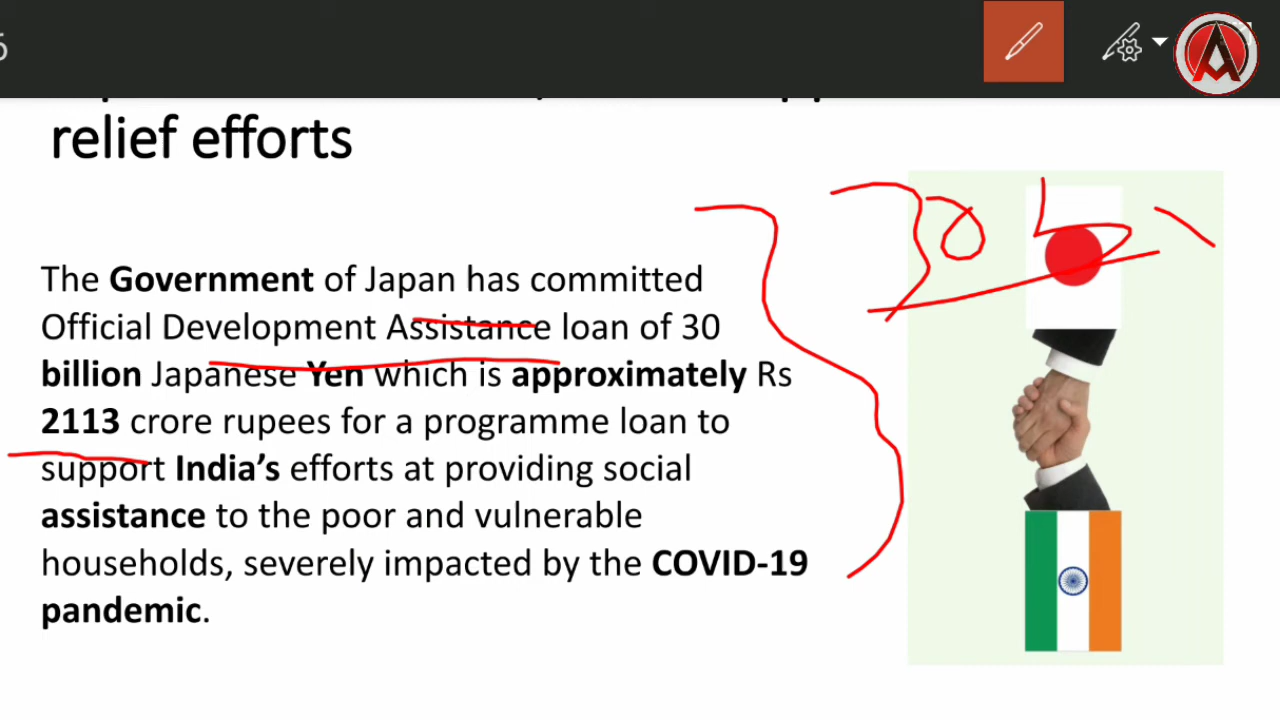 relief efforts
30 b
The Government of Japan has committed
Official Development Assistance loan of 30
billion Japanese Yen which is approximately Rs
2113 crore rupees for a programme loan to
support India's efforts at providing social
assistance to the poor and vulnerable
households, severely impacted by the COVID-19
pandemic.